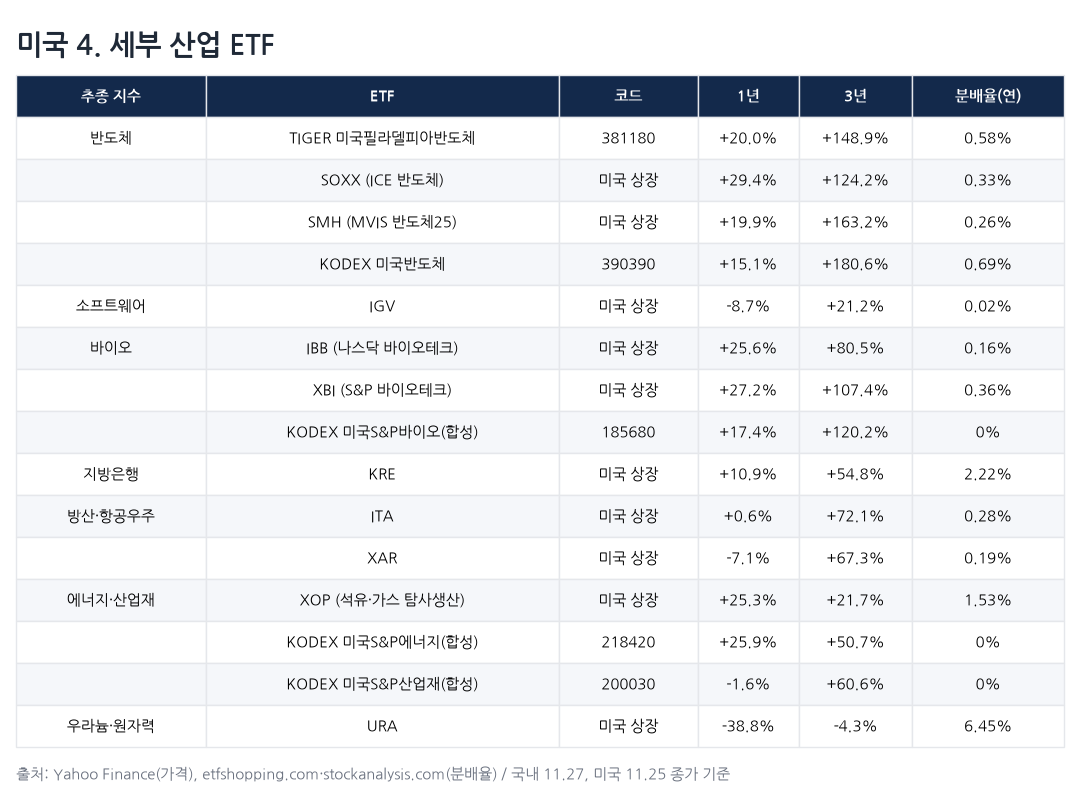 미국 4. 세부 산업 ETF
추종 지수 ETF 코드 1년 3년 분배율(연)
반도체 TIGER 미국필라델피아반도체 381180 +20.0% +148.9% 0.58%
SOXX (ICE 반도체) 미국 상장 +29.4% +124.2% 0.33%
SMH (MVIS 반도체25) 미국 상장 +19.9% +163.2% 0.26%
KODEX 미국반도체 390390 +15.1% +180.6% 0.69%
소프트웨어 IGV 미국 상장 -8.7% +21.2% 0.02%
바이오 IBB (나스닥 바이오테크) 미국 상장 +25.6% +80.5% 0.16%
XBI (S&P 바이오테크) 미국 상장 +27.2% +107.4% 0.36%
KODEX 미국S&P바이오(합성) 185680 +17.4% +120.2% 0%
지방은행 KRE 미국 상장 +10.9% +54.8% 2.22%
방산·항공우주 ITA 미국 상장 +0.6% +72.1% 0.28%
XAR 미국 상장 -7.1% +67.3% 0.19%
에너지·산업재 XOP (석유·가스 탐사생산) 미국 상장 +25.3% +21.7% 1.53%
KODEX 미국S&P에너지(합성) 218420 +25.9% +50.7% 0%
KODEX 미국S&P산업재(합성) 200030 -1.6% +60.6% 0%
우라늄·원자력 URA 미국 상장 -38.8% -4.3% 6.45%
출처: Yahoo Finance(가격), etfshopping.com·stockanalysis.com(분배율) / 국내 11.27, 미국 11.25 종가 기준